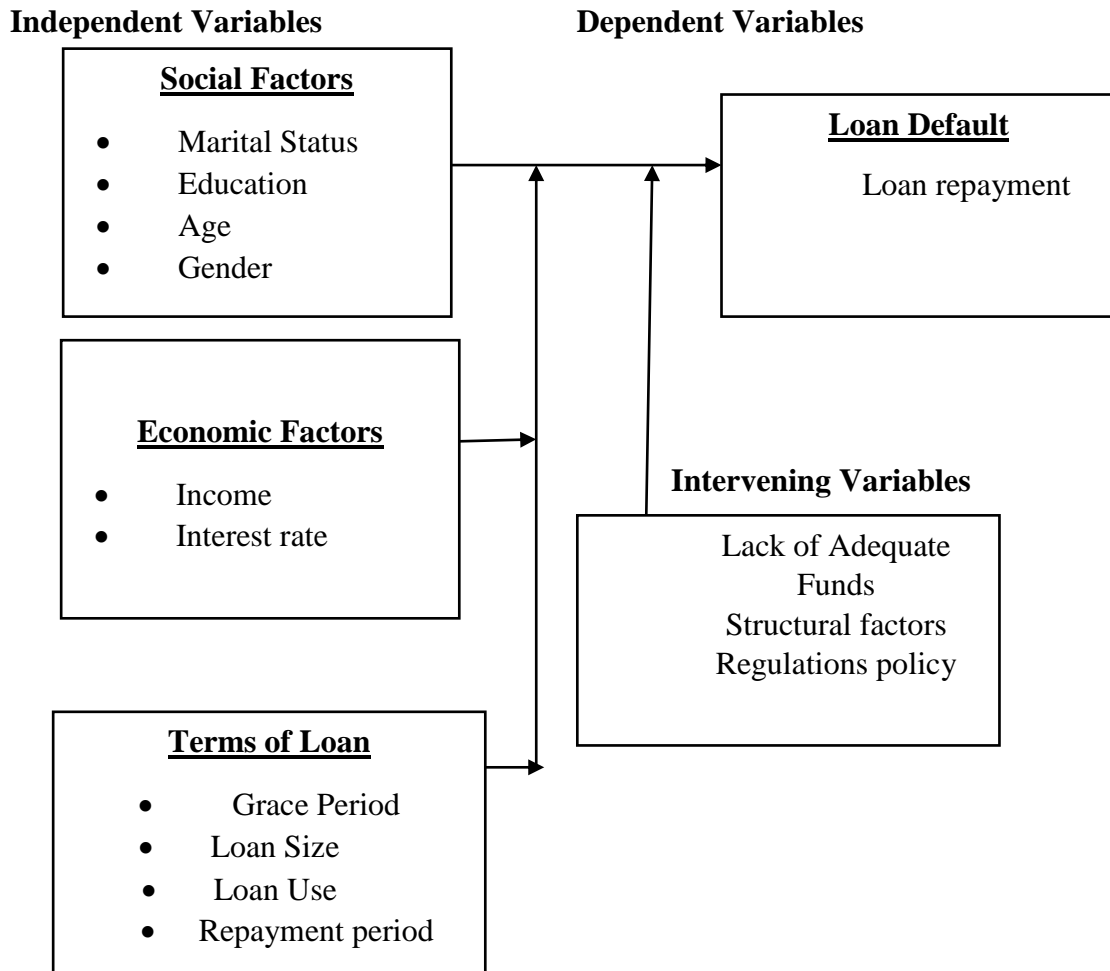 Independent Variables
Dependent Variables
Social Factors
• Marital Status
• Education
• Age
• Gender
Loan Default
Loan repayment
Economic Factors
• Income
• Interest rate
Intervening Variables
Lack of Adequate
Funds
Structural factors
Regulations policy
Terms of Loan
• Grace Period
• Loan Size
• Loan Use
• Repayment period